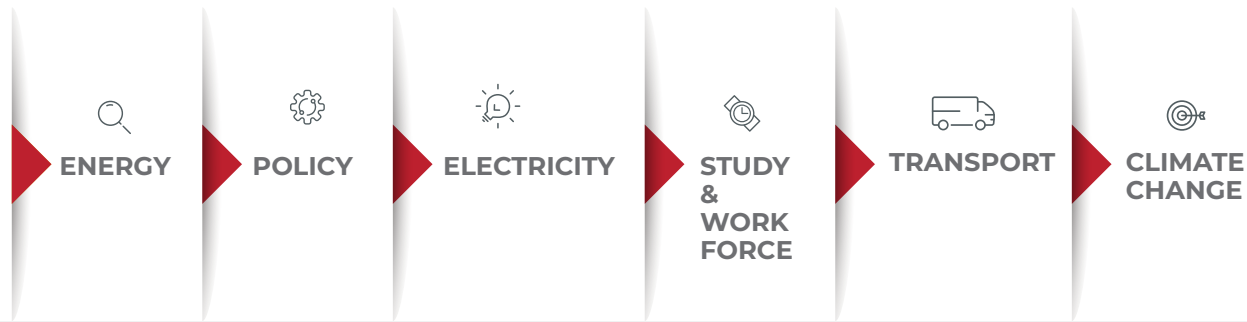 ENERGY
POLICY
ELECTRICITY
STUDY
&
WORK
FORCE
TRANSPORT
CLIMATE
CHANGE